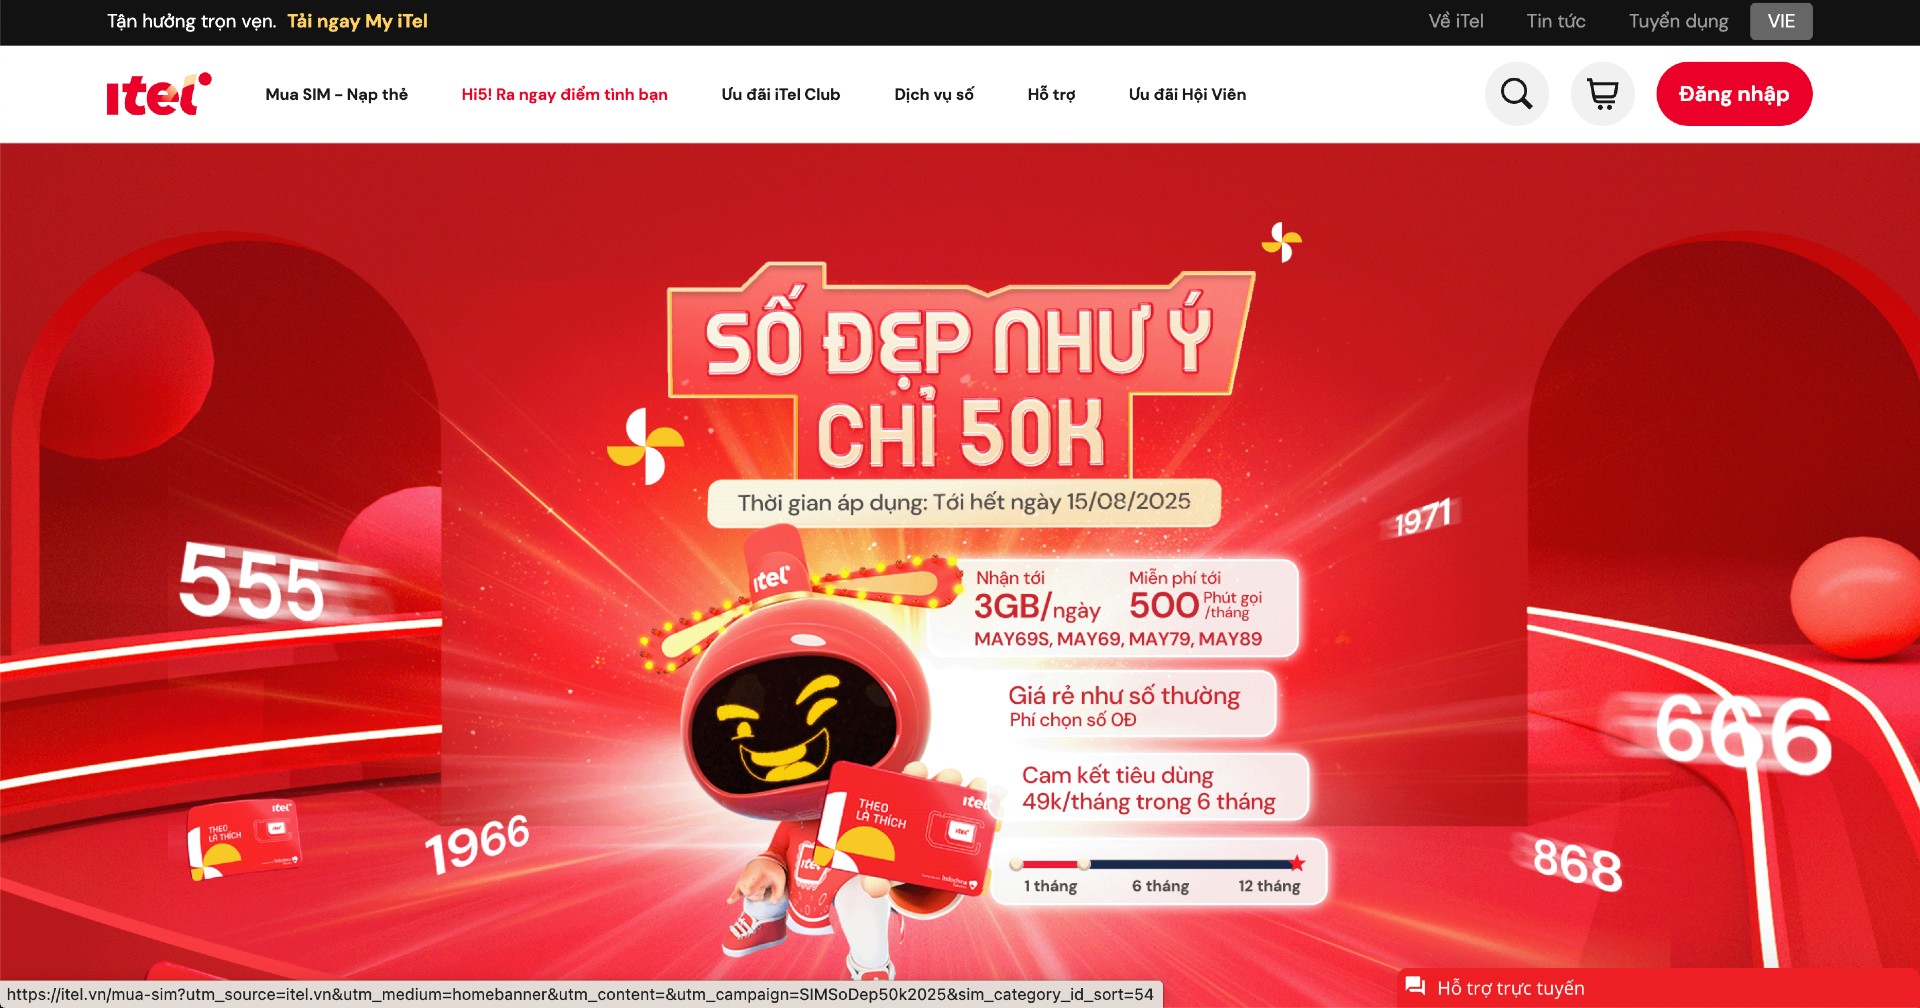 Tận hưởng trọn vẹn. Tải ngay My iTel
Về iTel Tin tức Tuyển dụng VIE
itel
Mua SIM - Nạp thẻ Hi5! Ra ngay điểm tình bạn Ưu đãi iTel Club Dịch vụ số Hỗ trợ Ưu đãi Hội Viên
Đăng nhập
SỐ ĐẸP NHƯ Ý
CHỈ 50K
Thời gian áp dụng: Tới hết ngày 15/08/2025
1971
555
itel
Nhận tới
3GB/ngày
Miễn phí tới
500 Phút gọi
/tháng
MAY69S, MAY69, MAY79, MAY89
Giá rẻ như số thường
Phí chọn số 0Đ
666
Cam kết tiêu dùng
49k/tháng trong 6 tháng
itel
THEO
LÀ THÍCH
itel
itel
THEO
LÀ THÍCH
itel
itel
1966
868
1 tháng 6 tháng 12 tháng
https://itel.vn/mua-sim?utm_source=itel.vn&utm_medium=homebanner&utm_content=&utm_campaign=SIMSoDep50k2025&sim_category_id_sort=54
Hỗ trợ trực tuyến